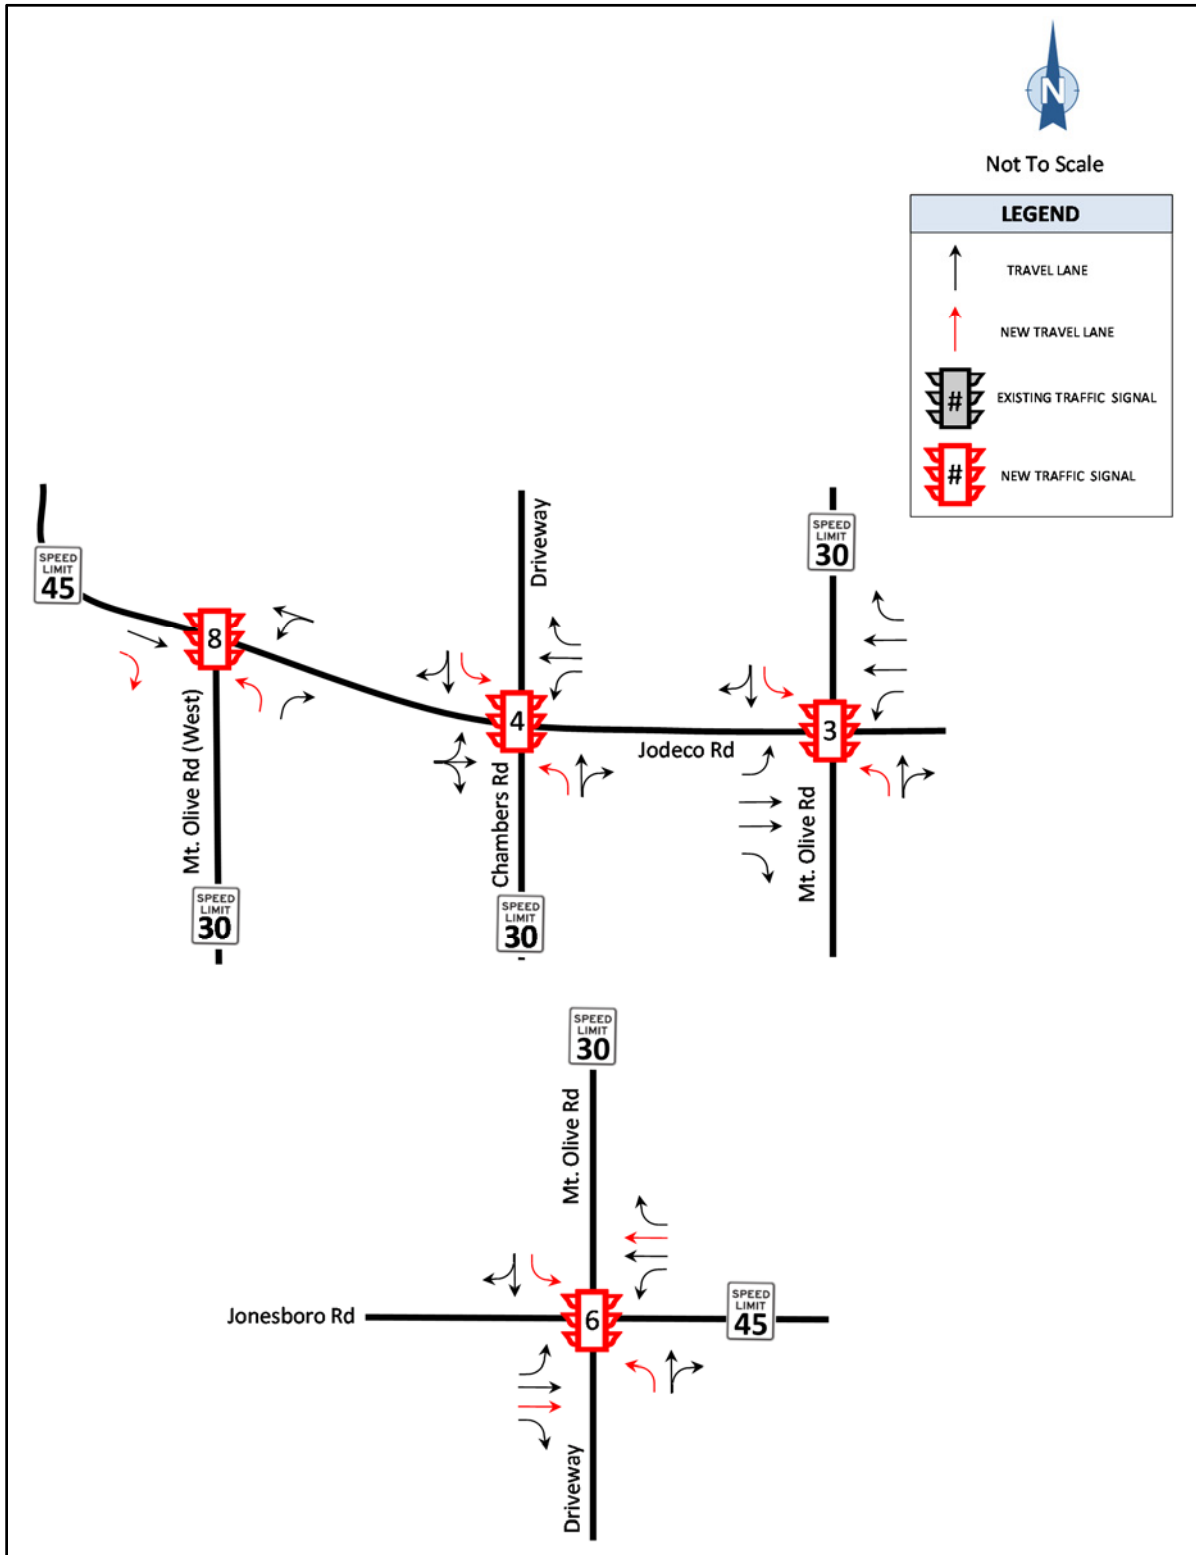 N
Not To Scale
LEGEND
TRAVEL LANE
NEW TRAVEL LANE
# EXISTING TRAFFIC SIGNAL
# NEW TRAFFIC SIGNAL
SPEED
LIMIT
45
Driveway
SPEED
LIMIT
30
8
4
3
Jodeco Rd
Mt. Olive Rd (West)
Chambers Rd
Mt. Olive Rd
SPEED
LIMIT
30
SPEED
LIMIT
30
SPEED
LIMIT
30
Mt. Olive Rd
Jonesboro Rd
6
SPEED
LIMIT
45
Driveway